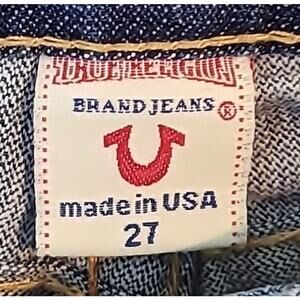 TRUE RELIGION
BRAND JEANS ®
made in USA
27